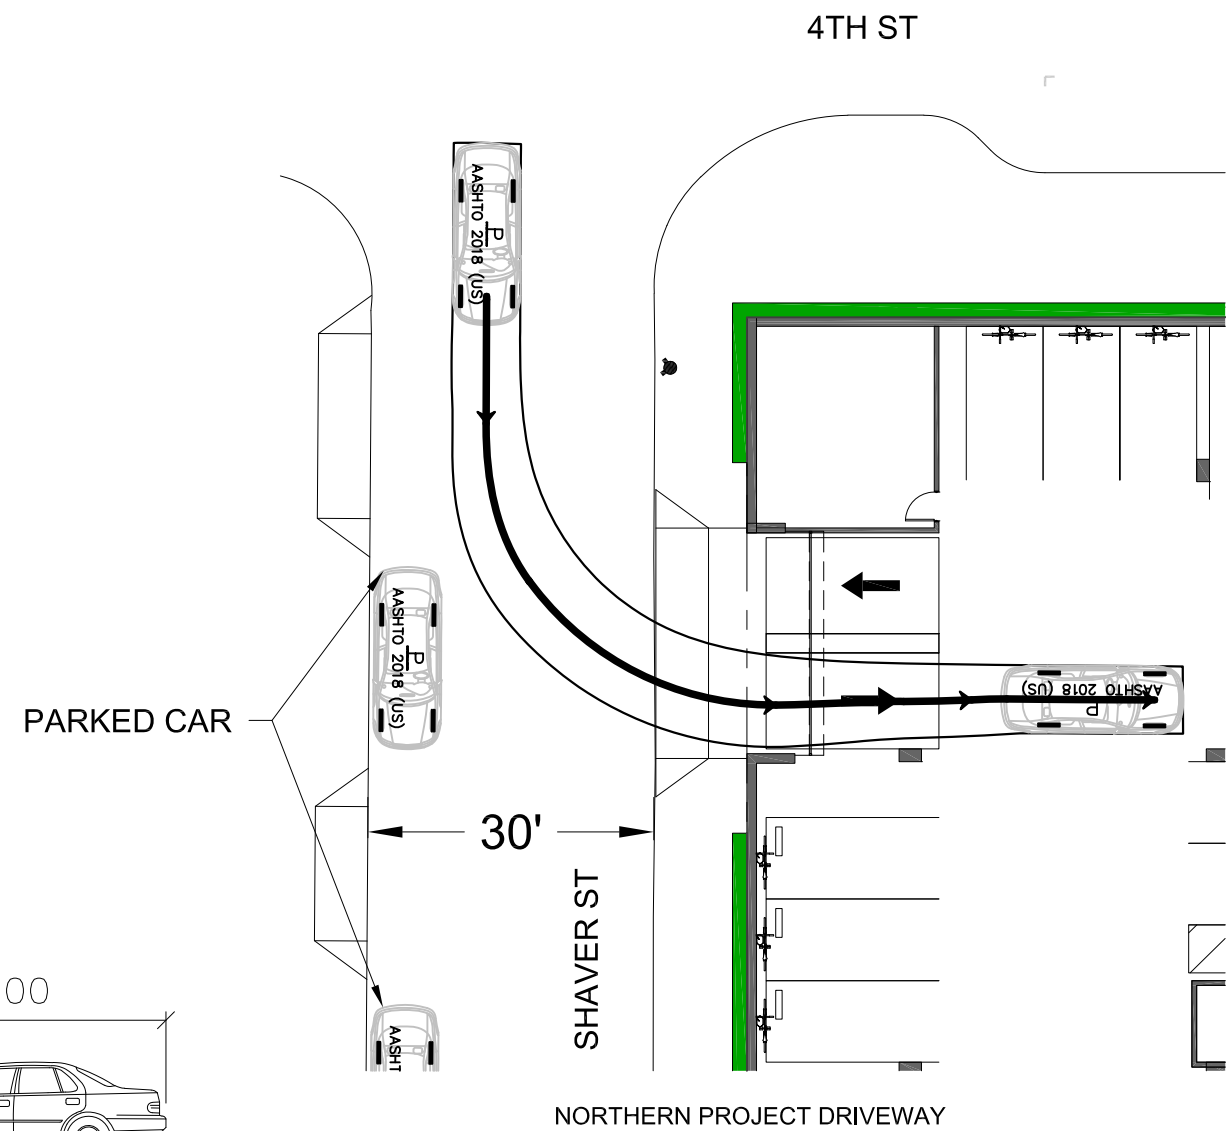 4TH ST
AASHTO 2018 (US)
P
AASHTO 2018 (US)
P
AASHTO 2018 (US)
P
PARKED CAR
30'
SHAVER ST
00
AASHT
NORTHERN PROJECT DRIVEWAY